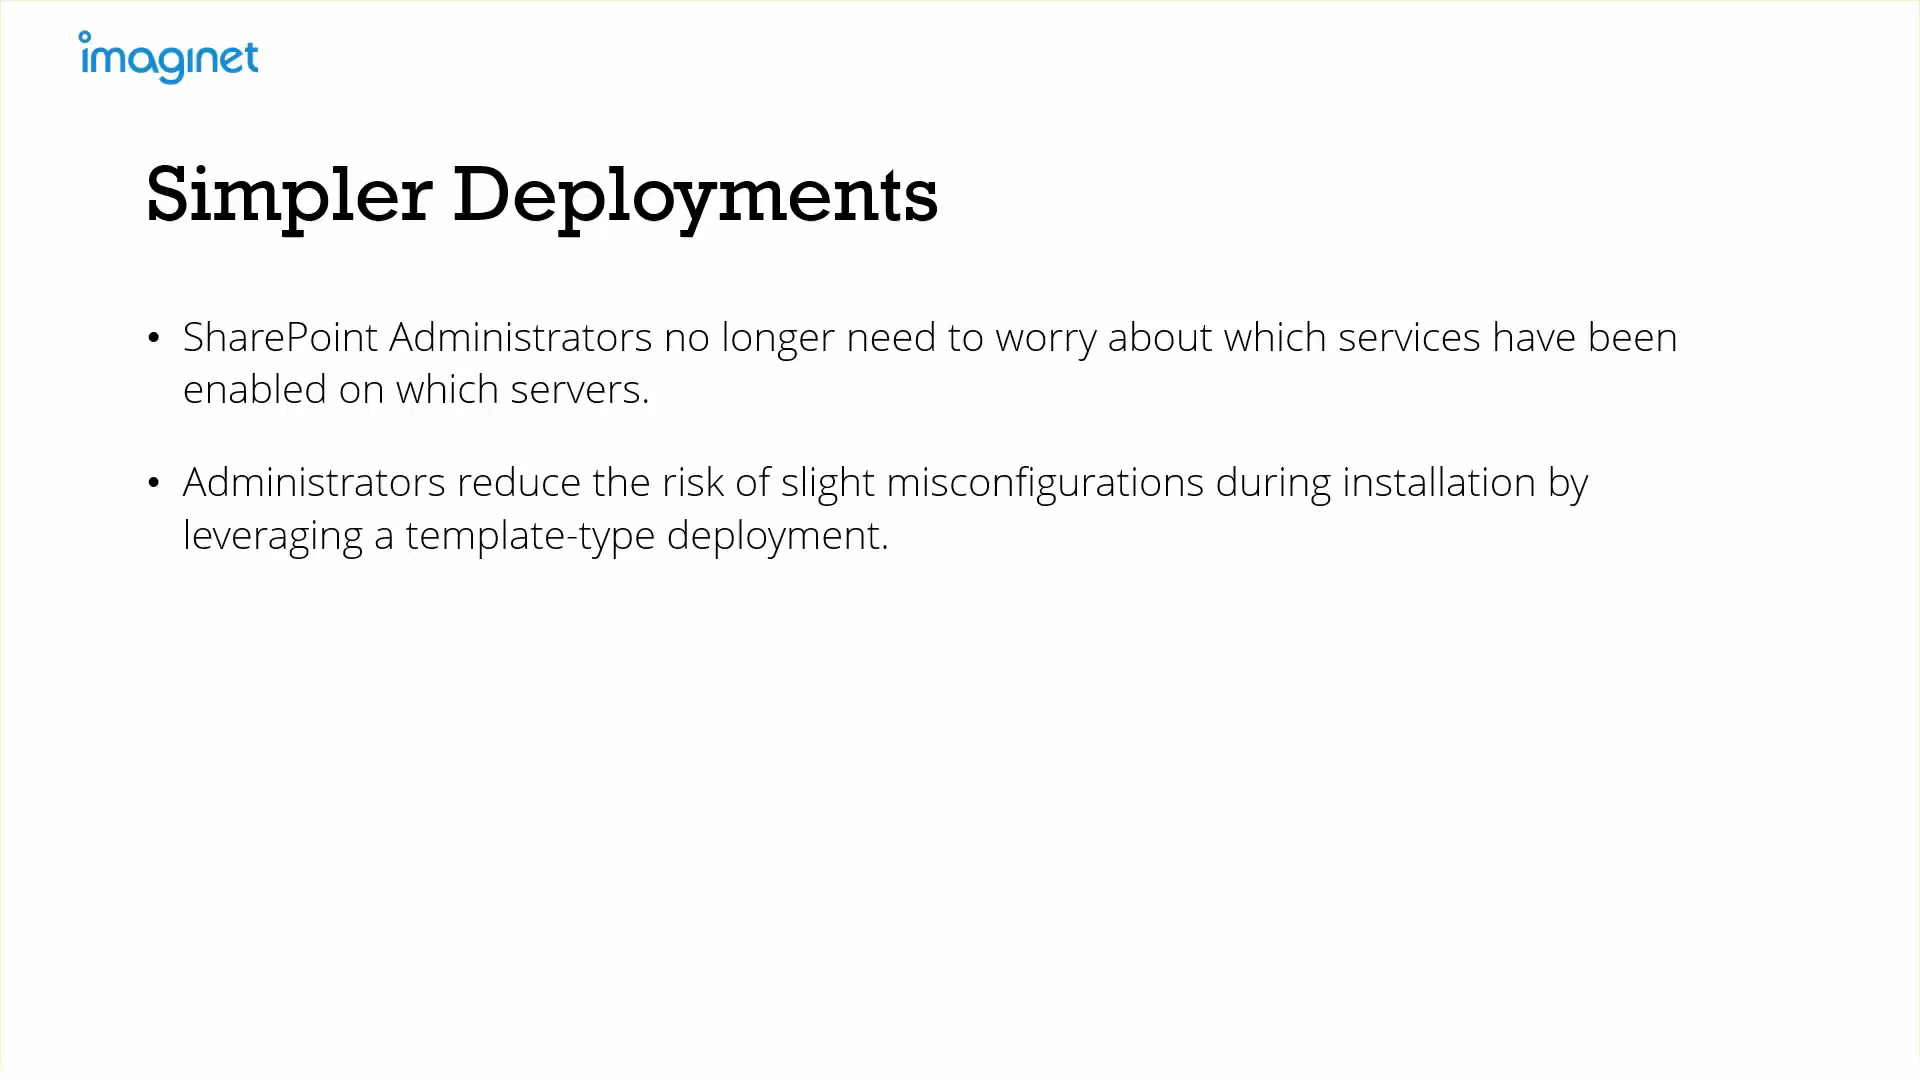 imaginet
Simpler Deployments
• SharePoint Administrators no longer need to worry about which services have been
enabled on which servers.
• Administrators reduce the risk of slight misconfigurations during installation by
leveraging a template-type deployment.